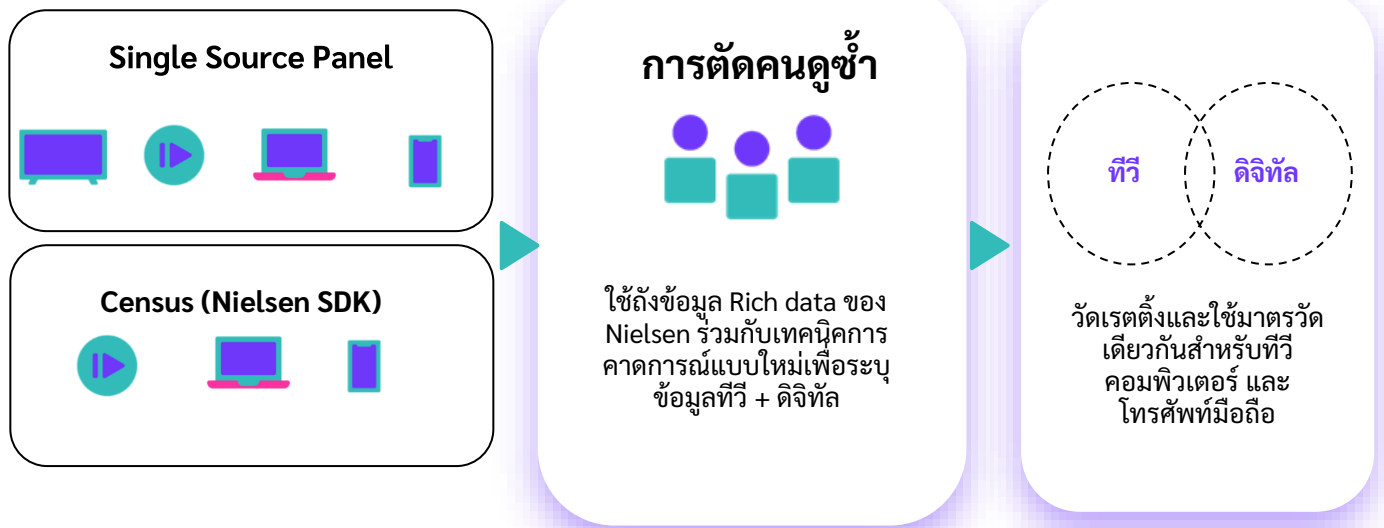 Single Source Panel
Census (Nielsen SDK)
การตัดคนดูซ้ำ
ใช้ถังข้อมูล Rich data ของ
Nielsen ร่วมกับเทคนิคการ
คาดการณ์แบบใหม่เพื่อระบุ
ข้อมูลทีวี + ดิจิทัล
ทีวี
ดิจิทัล
วัดเรตติ้งและใช้มาตรวัด
เดียวกันสำหรับทีวี
คอมพิวเตอร์ และ
โทรศัพท์มือถือ